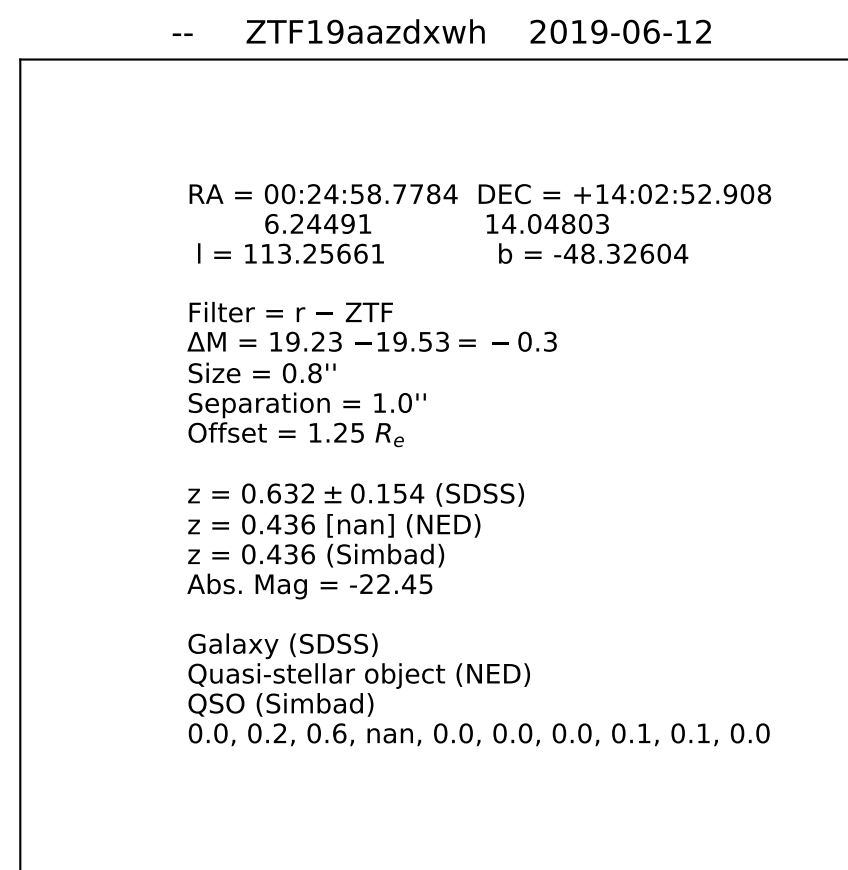 -- ZTF19aazdxwh 2019-06-12
RA = 00:24:58.7784 DEC = +14:02:52.908
6.24491 14.04803
l = 113.25661 b = -48.32604
Filter = r − ZTF
ΔM = 19.23 −19.53 = − 0.3
Size = 0.8''
Separation = 1.0''
Offset = 1.25 Re
z = 0.632 ± 0.154 (SDSS)
z = 0.436 [nan] (NED)
z = 0.436 (Simbad)
Abs. Mag = -22.45
Galaxy (SDSS)
Quasi-stellar object (NED)
QSO (Simbad)
0.0, 0.2, 0.6, nan, 0.0, 0.0, 0.0, 0.1, 0.1, 0.0